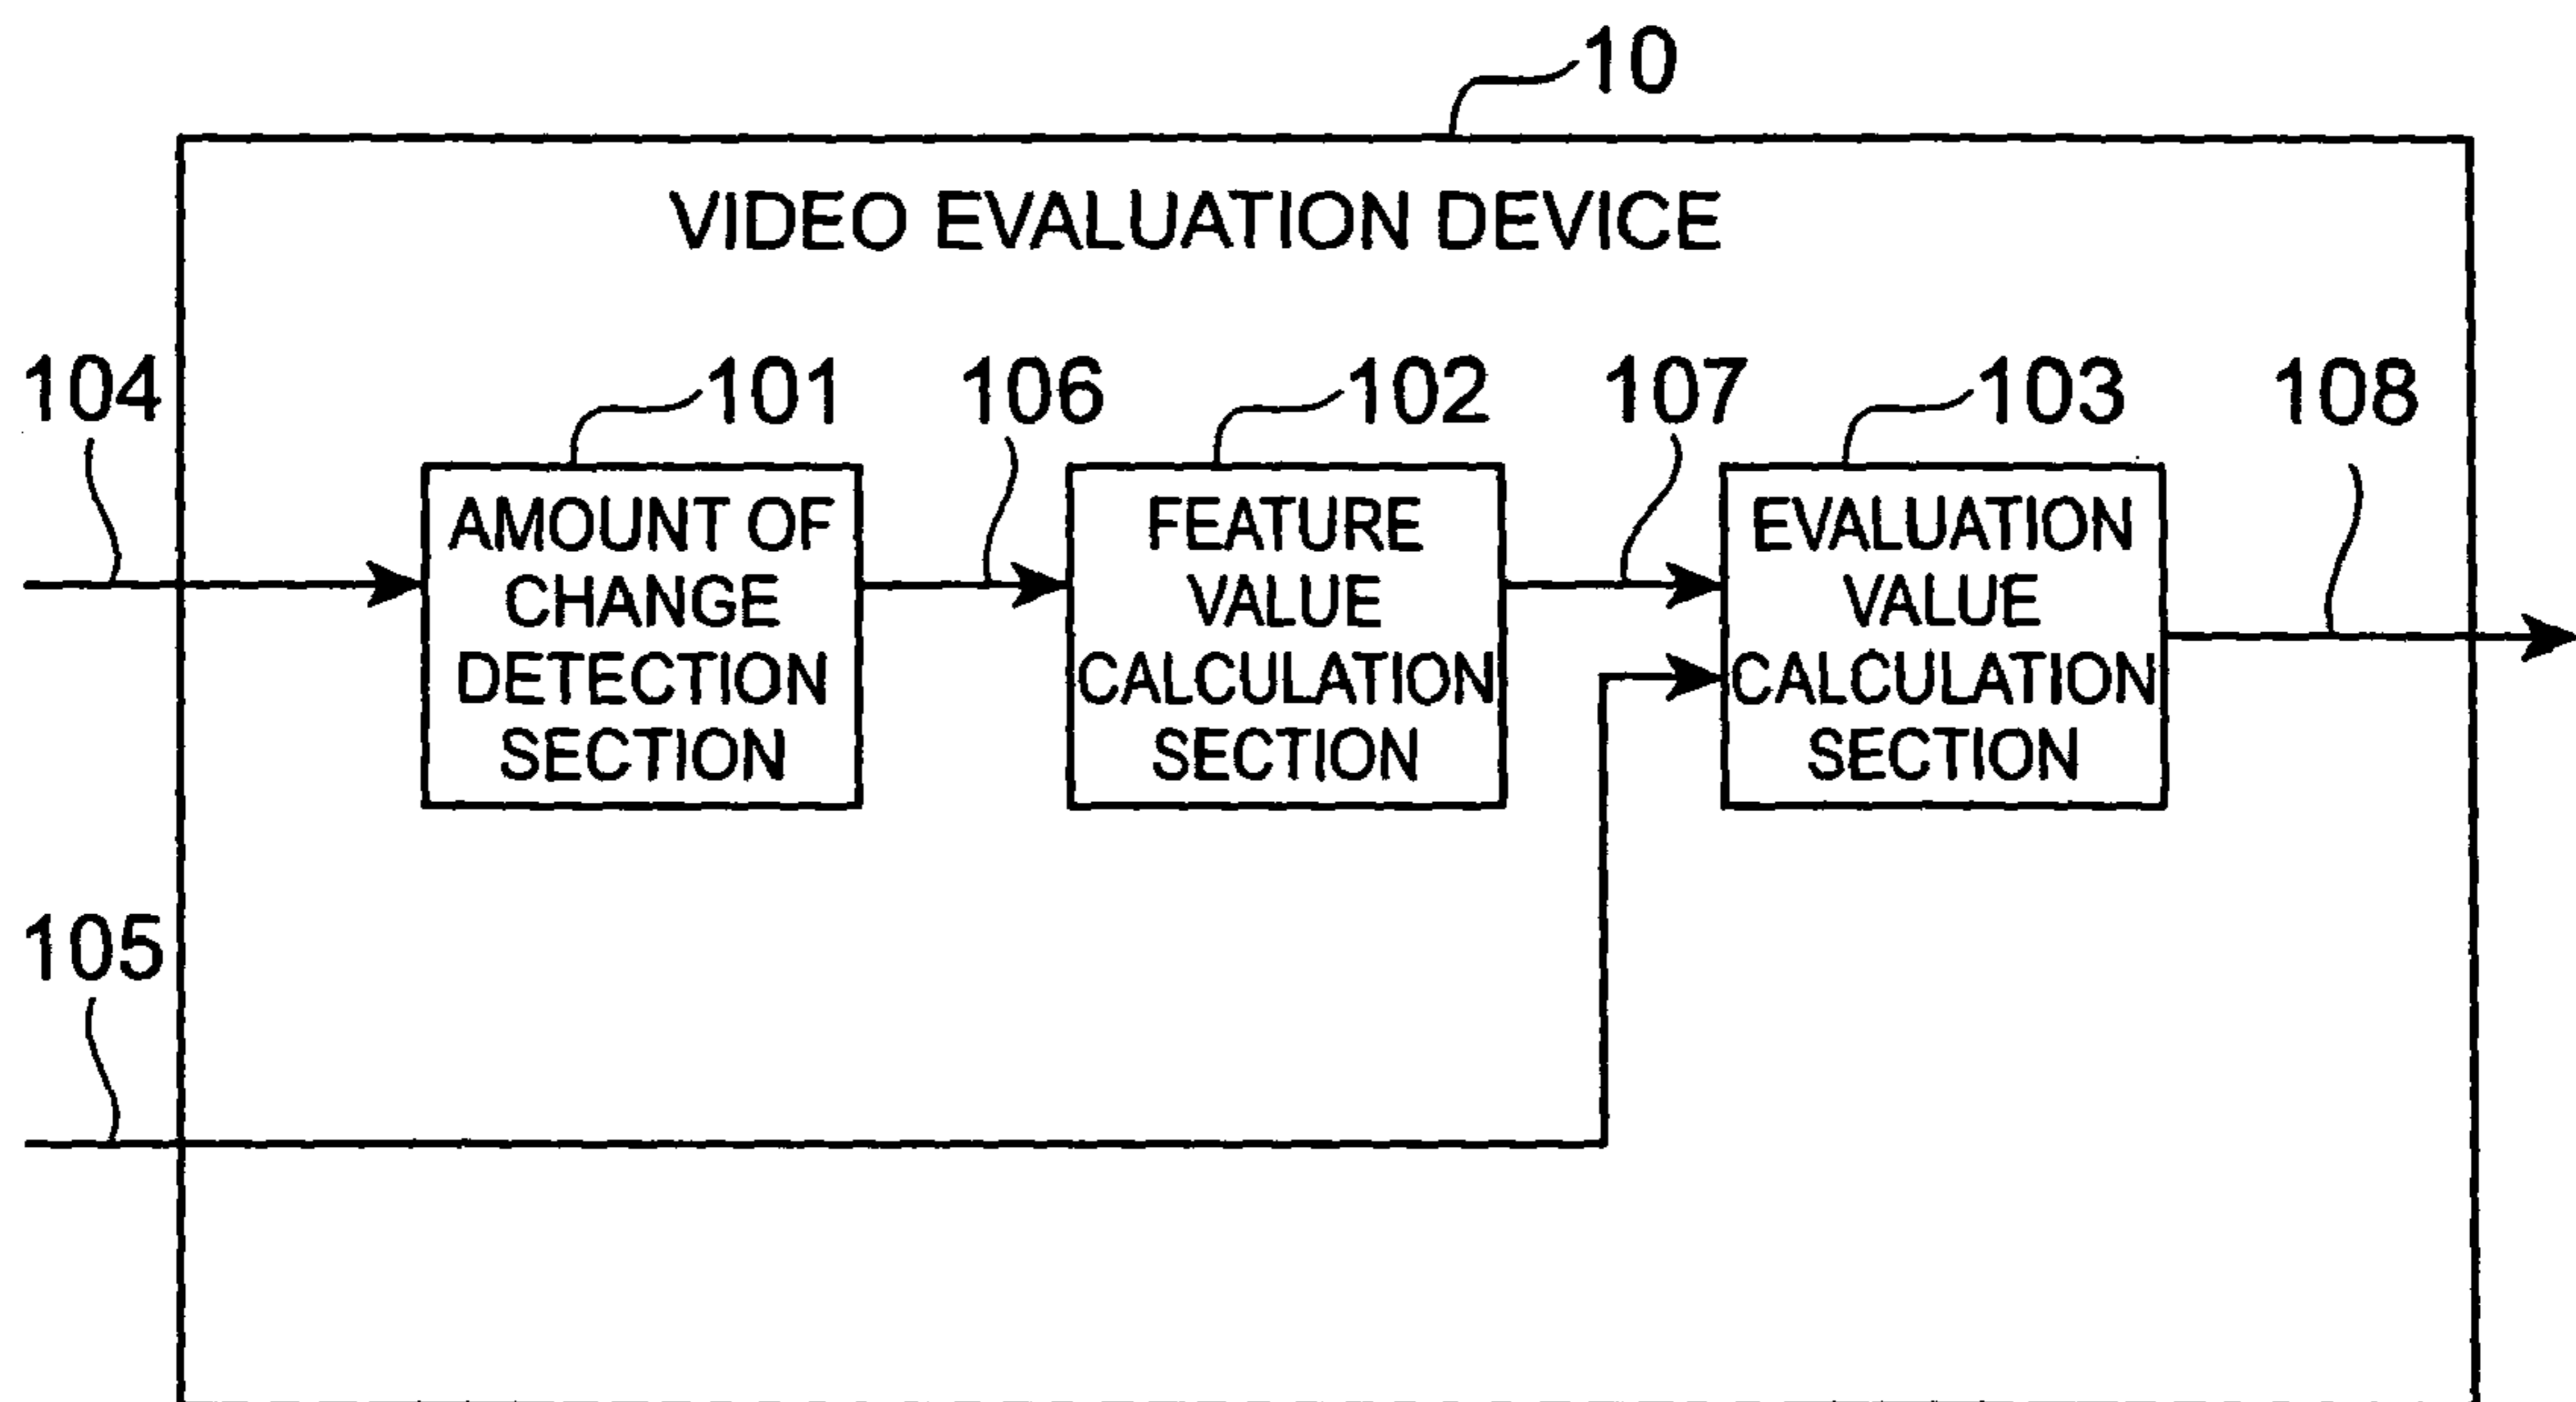 10
VIDEO EVALUATION DEVICE
104
101
106
102
107
103
108
AMOUNT OF
CHANGE
DETECTION
SECTION
FEATURE
VALUE
CALCULATION
SECTION
EVALUATION
VALUE
CALCULATION
SECTION
105